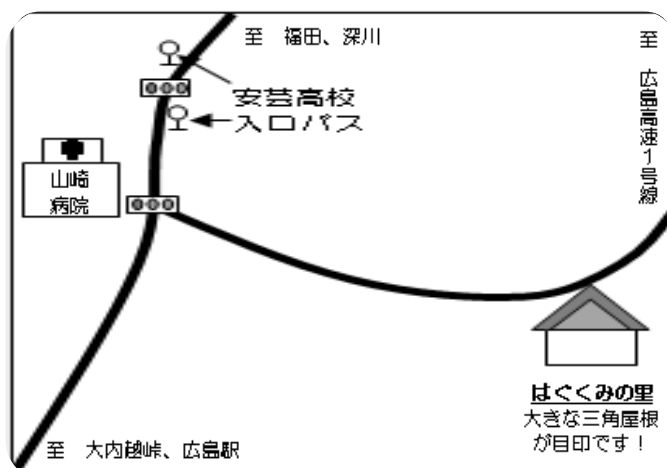 至　福田、深川
至　広島高速１号線
安芸高校
入口バス
山崎
病院
はぐくみの里
大きな三角屋根
が目印です！
至　大内越峠、広島駅